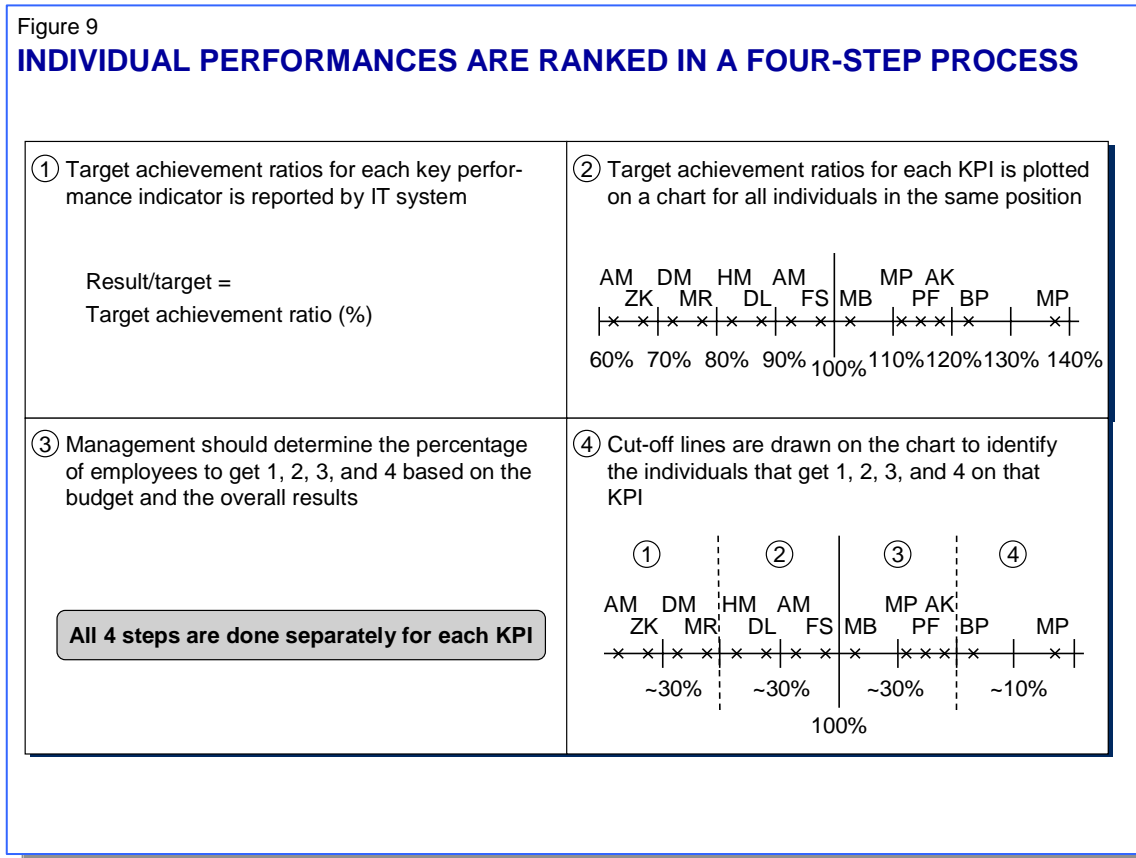 Figure 9
INDIVIDUAL PERFORMANCES ARE RANKED IN A FOUR-STEP PROCESS
1 Target achievement ratios for each key perfor-
mance indicator is reported by IT system
Result/target =
Target achievement ratio (%)
2 Target achievement ratios for each KPI is plotted
on a chart for all individuals in the same position
AM DM HM AM MP AK
ZK MR DL FS MB PF BP MP
60% 70% 80% 90% 100% 110% 120% 130% 140%
3 Management should determine the percentage
of employees to get 1, 2, 3, and 4 based on the
budget and the overall results
All 4 steps are done separately for each KPI
4 Cut-off lines are drawn on the chart to identify
the individuals that get 1, 2, 3, and 4 on that
KPI
1 2 3 4
AM DM HM AM MP AK
ZK MR DL FS MB PF BP MP
~30% ~30% ~30% ~10%
100%